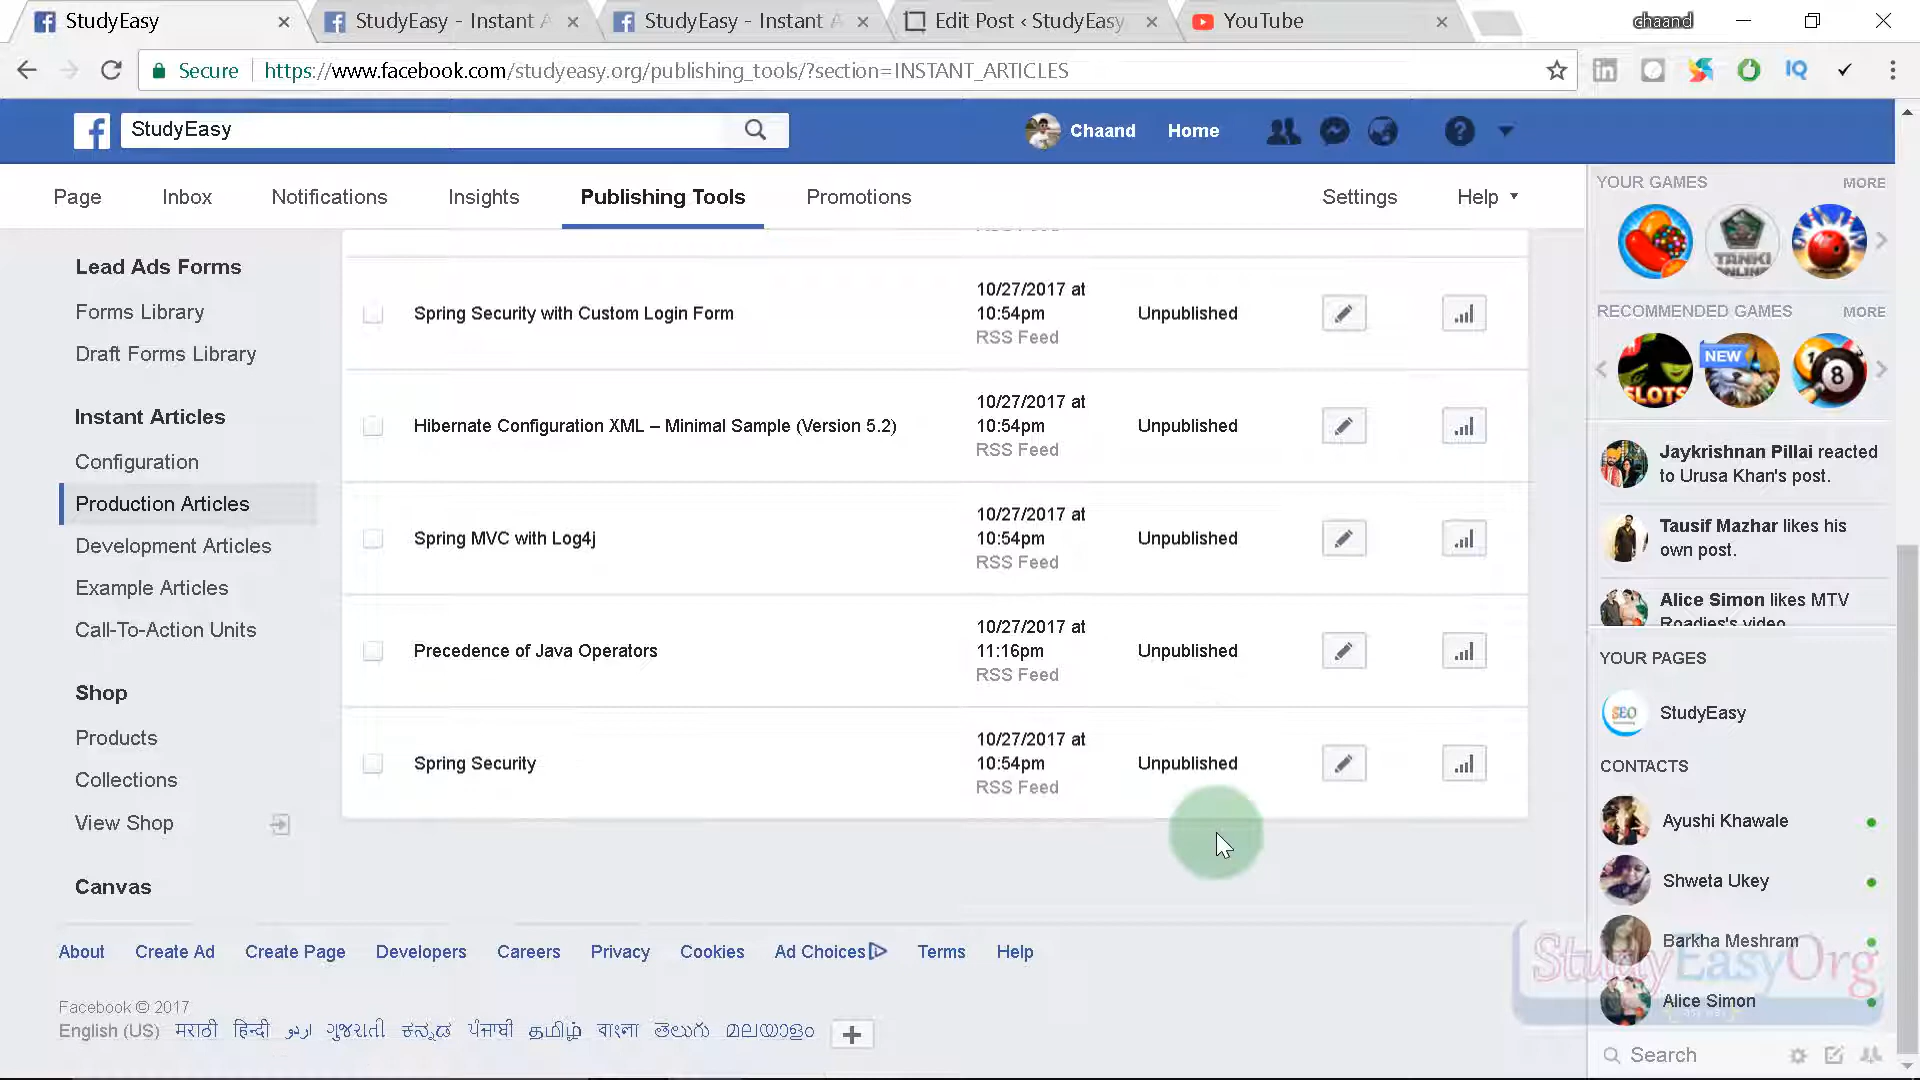 StudyEasy
StudyEasy - Instant A
StudyEasy - Instant A
Edit Post ‹ StudyEasy
YouTube
chaand
Secure
https://www.facebook.com/studyeasy.org/publishing_tools/?section=INSTANT_ARTICLES
StudyEasy
Chaand
Home
Page
Inbox
Notifications
Insights
Publishing Tools
Promotions
Settings
Help
Lead Ads Forms
Forms Library
Draft Forms Library
Instant Articles
Configuration
Production Articles
Development Articles
Example Articles
Call-To-Action Units
Shop
Products
Collections
View Shop
Canvas
Spring Security with Custom Login Form
10/27/2017 at
10:54pm
RSS Feed
Unpublished
Hibernate Configuration XML – Minimal Sample (Version 5.2)
10/27/2017 at
10:54pm
RSS Feed
Unpublished
Spring MVC with Log4j
10/27/2017 at
10:54pm
RSS Feed
Unpublished
Precedence of Java Operators
10/27/2017 at
11:16pm
RSS Feed
Unpublished
Spring Security
10/27/2017 at
10:54pm
RSS Feed
Unpublished
YOUR GAMES
MORE
TANKI
ONLINE
RECOMMENDED GAMES
MORE
SLOTS
NEW
8
Jaykrishnan Pillai reacted
to Urusa Khan's post.
Tausif Mazhar likes his
own post.
Alice Simon likes MTV
Roadies's video
YOUR PAGES
SEO
StudyEasy
CONTACTS
Ayushi Khawale
Shweta Ukey
Barkha Meshram
Alice Simon
StudyEasyOrg
Search
About
Create Ad
Create Page
Developers
Careers
Privacy
Cookies
Ad Choices
Terms
Help
Facebook © 2017
English (US) मराठी हिन्दी اردو ગુજરાતી ಕನ್ನಡ ਪੰਜਾਬੀ தமிழ் বাংলা తెలుగు മലയാളം